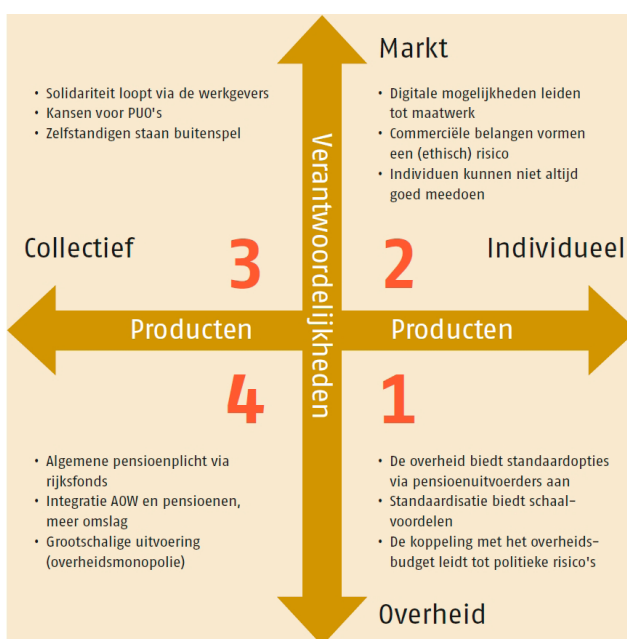 Markt
• Solidariteit loopt via de werkgevers
• Kansen voor PUO's
• Zelfstandigen staan buitenspel
• Digitale mogelijkheden leiden
tot maatwerk
• Commerciële belangen vormen
een (ethisch) risico
• Individuen kunnen niet altijd
goed meedoen
Verantwoordelijkheden
Collectief
3
2
Individueel
Producten
Producten
4
1
• Algemene pensioenplicht via
rijksfonds
• Integratie AOW en pensioenen,
meer omslag
• Grootschalige uitvoering
(overheidsmonopolie)
• De overheid biedt standaardopties
via pensioenuitvoerders aan
• Standaardisatie biedt schaal-
voordelen
• De koppeling met het overheids-
budget leidt tot politieke risico's
Overheid